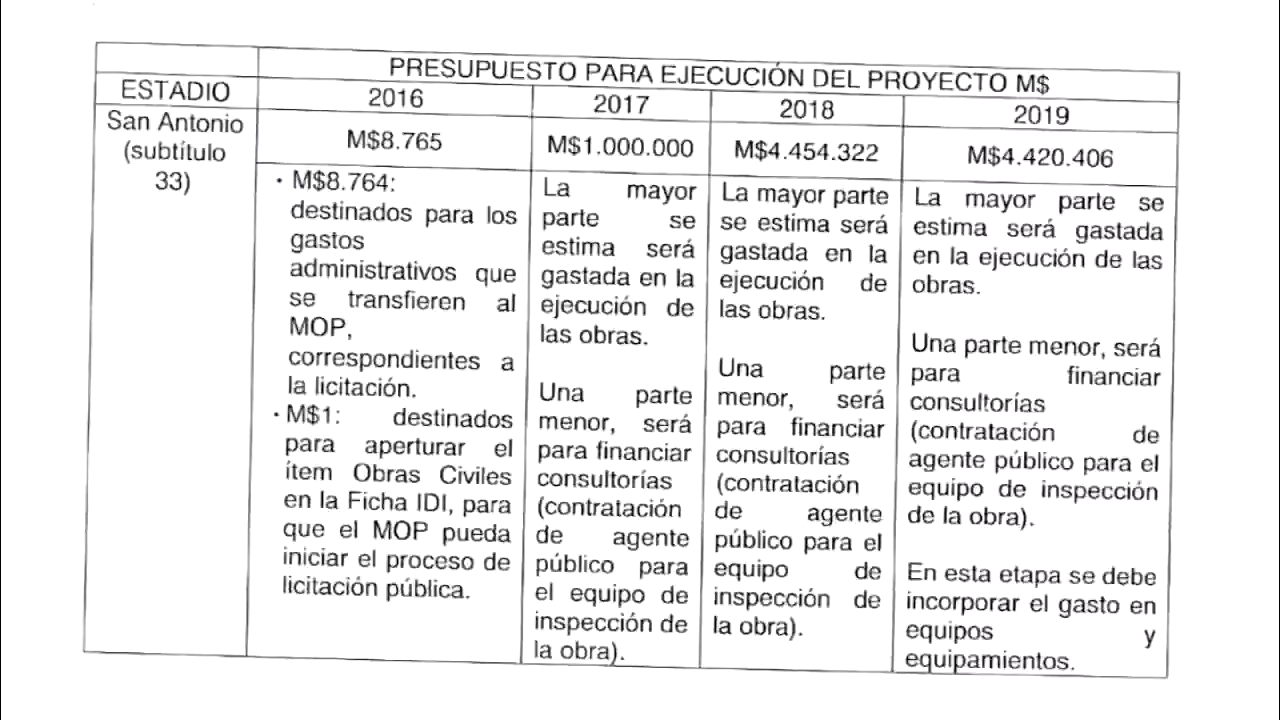 PRESUPUESTO PARA EJECUCIÓN DEL PROYECTO M$
ESTADIO
2016
2017
2018
2019
San Antonio
(subtítulo
33)
M$8.765
M$1.000.000
M$4.454.322
M$4.420.406
· M$8.764:
destinados para los
gastos
administrativos que
se transfieren al
MOP,
correspondientes a
la licitación.
· M$1: destinados
para aperturar el
ítem Obras Civiles
en la Ficha IDI, para
que el MOP pueda
iniciar el proceso de
licitación pública.
La mayor
parte se
estima será
gastada en la
ejecución de
las obras.
Una parte
menor, será
para financiar
consultorías
(contratación
de agente
público para
el equipo de
inspección de
la obra).
La mayor parte
se estima será
gastada en la
ejecución de
las obras.
Una parte
menor, será
para financiar
consultorías
(contratación
de agente
público para el
equipo de
inspección de
la obra).
La mayor parte se
estima será gastada
en la ejecución de las
obras.
Una parte menor, será
para financiar
consultorías
(contratación de
agente público para el
equipo de inspección
de la obra).
En esta etapa se debe
incorporar el gasto en
equipos y
equipamientos.